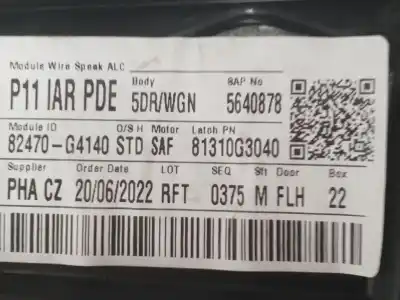 Module Wire Speak ALC Body SAP No
P11 IAR PDE 5DR/WGN 5640878
Module ID O/S H Motor Latch PN
82470-G4140 STD SAF 81310G3040
Supplier Order Date LOT SEQ Sft Door Box
PHA CZ 20/06/2022 RFT 0375 M FLH 22